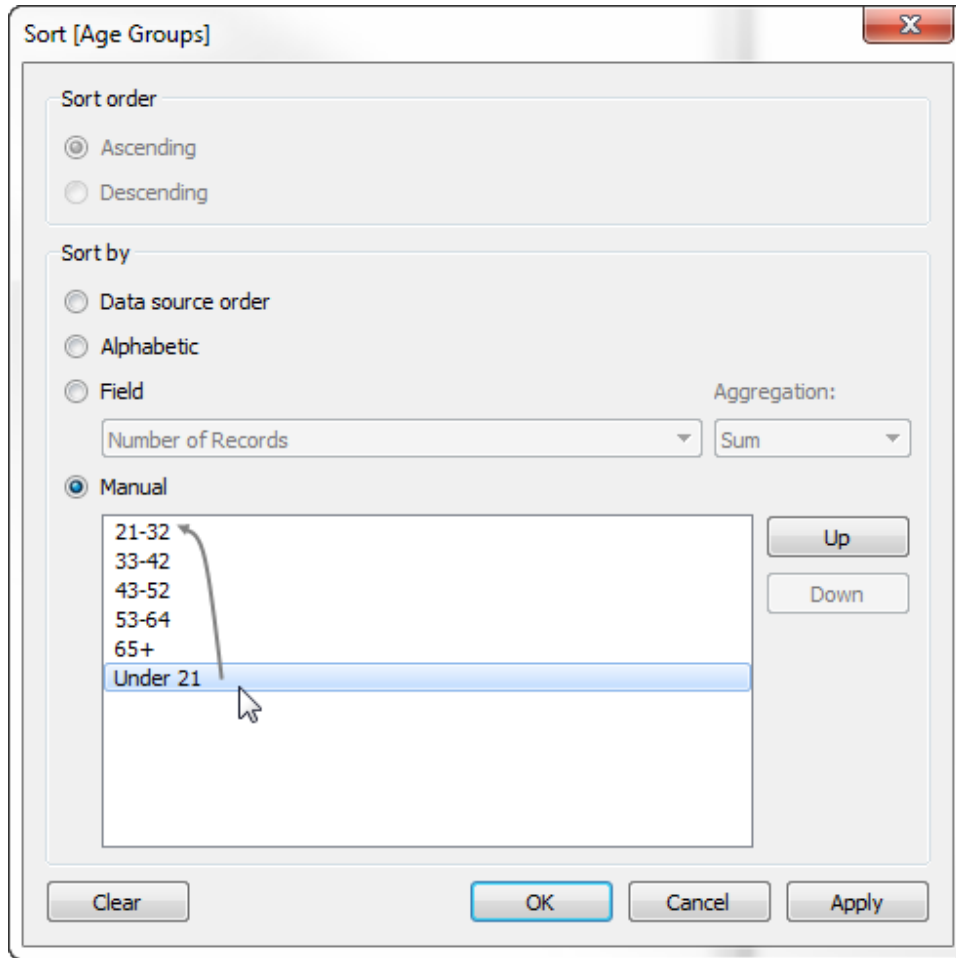 Sort [Age Groups]
Sort order
Ascending
Descending
Sort by
Data source order
Alphabetic
Field
Aggregation:
Number of Records
Sum
Manual
21-32
33-42
43-52
53-64
65+
Under 21
Up
Down
Clear
OK
Cancel
Apply